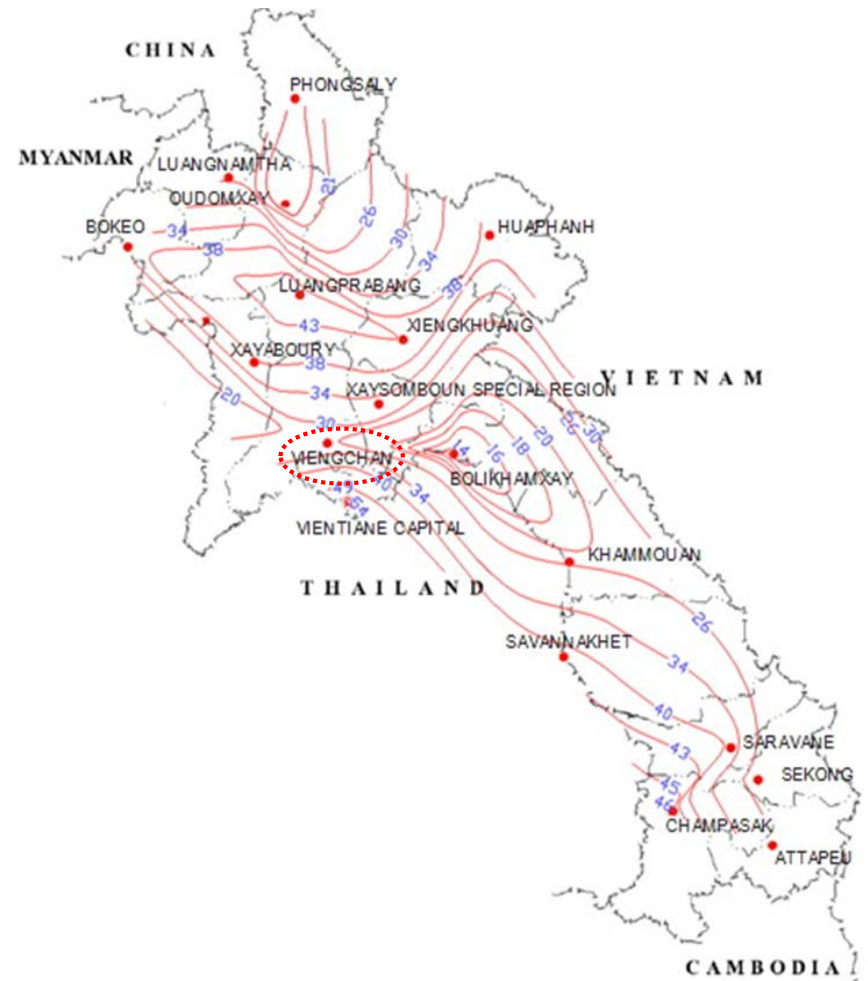 CHINA
PHONGSALY
MYANMAR
LUANGNAMTHA
OUDOMXAY
21
BOKEO
34
26
HUAPHANH
38
30
34
LUANGPRABANG
38
43
XIENGKHUANG
XAYABOURY
38
VIETNAM
34
XAYSOMBOUN SPECIAL REGION
20
20
26
30
30
14
18
VIENGCHAN
16
BOLIKHAMXAY
40
34
54
VIENTIANE CAPITAL
KHAMMOUAN
THAILAND
26
SAVANNAKHET
34
40
SARAVANE
43
SEKONG
45
46
CHAMPASAK
ATTAPEU
CAMBODIA